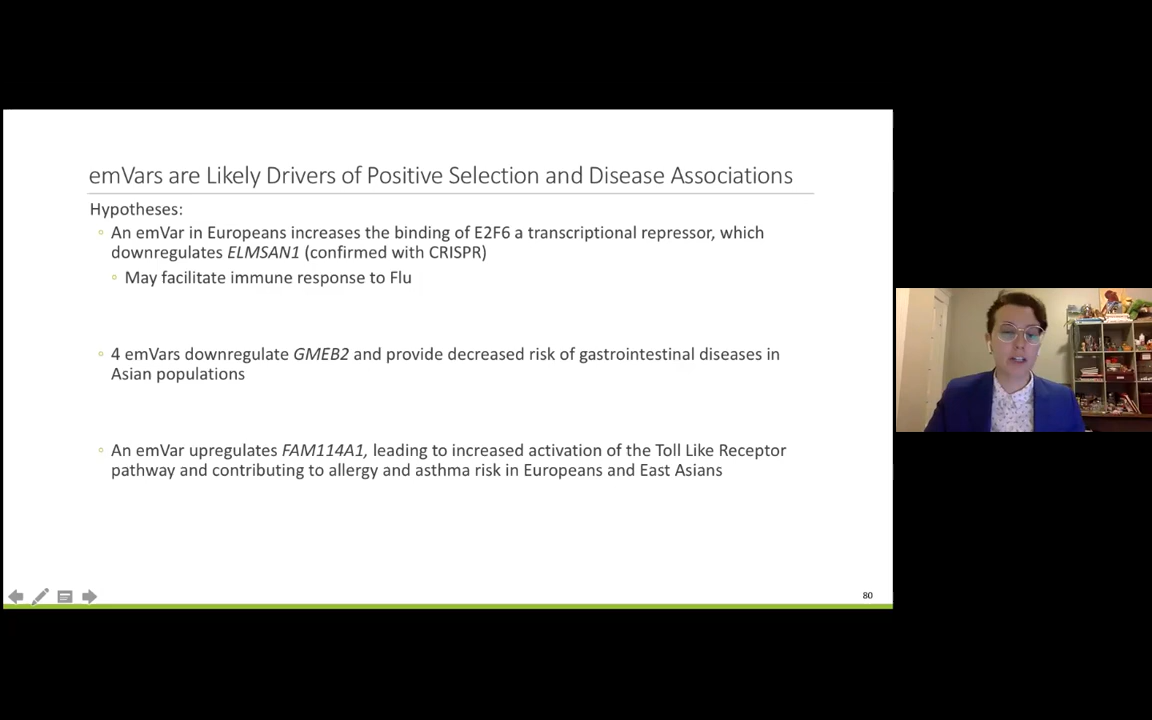 emVars are Likely Drivers of Positive Selection and Disease Associations
Hypotheses:
An emVar in Europeans increases the binding of E2F6 a transcriptional repressor, which
downregulates ELMSAN1 (confirmed with CRISPR)
May facilitate immune response to Flu
4 emVars downregulate GMEB2 and provide decreased risk of gastrointestinal diseases in
Asian populations
An emVar upregulates FAM114A1, leading to increased activation of the Toll Like Receptor
pathway and contributing to allergy and asthma risk in Europeans and East Asians
80